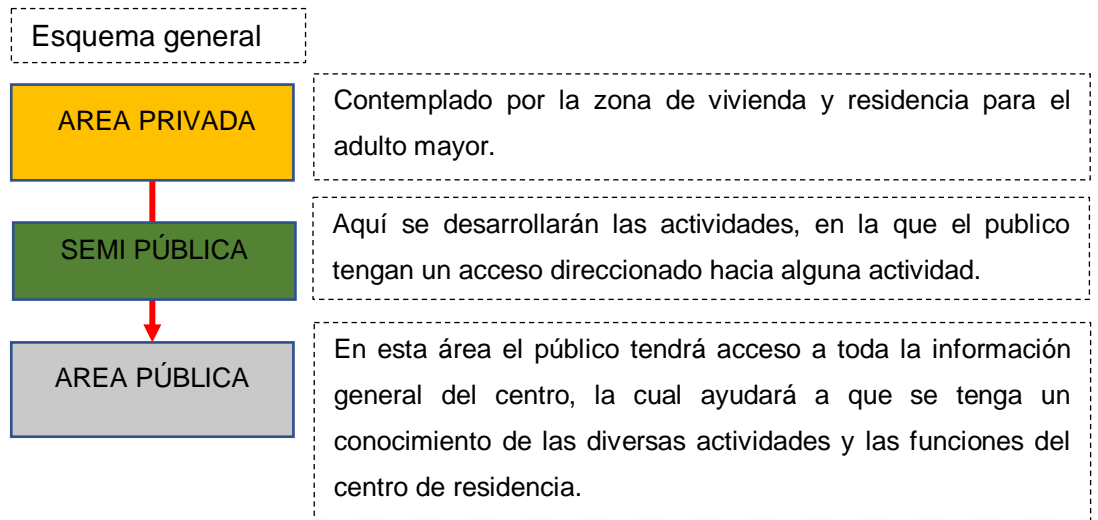 Esquema general
AREA PRIVADA
Contemplado por la zona de vivienda y residencia para el
adulto mayor.
SEMI PÚBLICA
Aquí se desarrollarán las actividades, en la que el publico
tengan un acceso direccionado hacia alguna actividad.
AREA PÚBLICA
En esta área el público tendrá acceso a toda la información
general del centro, la cual ayudará a que se tenga un
conocimiento de las diversas actividades y las funciones del
centro de residencia.